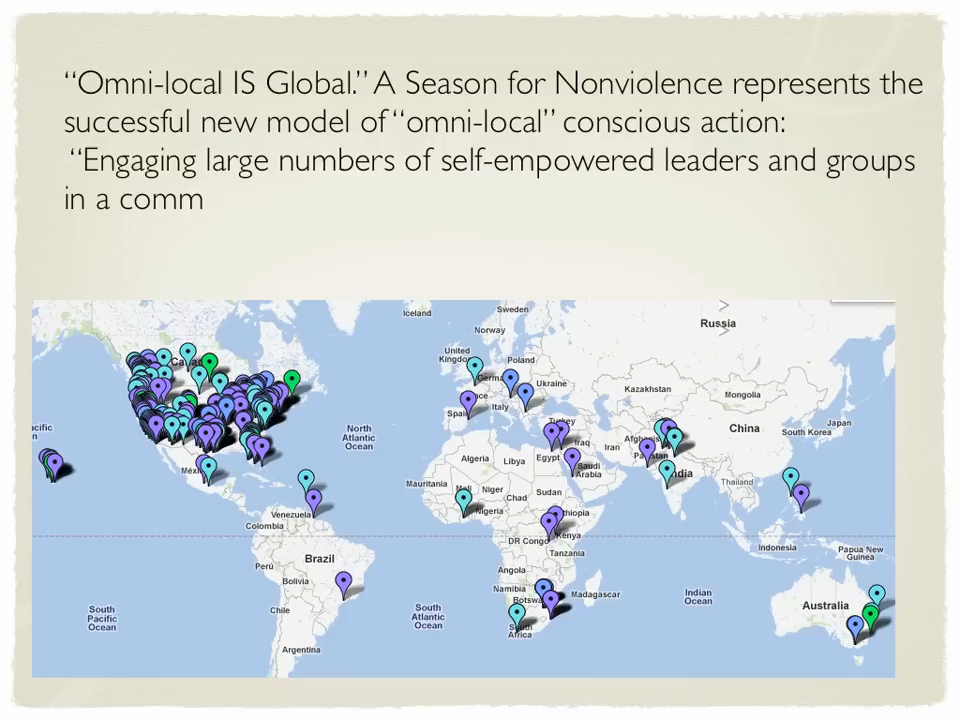 “Omni-local IS Global.” A Season for Nonviolence represents the
successful new model of “omni-local” conscious action:
“Engaging large numbers of self-empowered leaders and groups
in a comm
Iceland
Sweden
Russia
Norway
United
Kingdom
Poland
Ukraine
Kazakhstan
Mongolia
Italy
Spain
Turkey
China
Japan
South Korea
North
Atlantic
Ocean
Iraq
Iran
Algeria
Libya
Egypt
Saudi
Arabia
Mauritania
Mali
Niger
Chad
Sudan
Thailand
Nigeria
Venezuela
Colombia
DR Congo
Kenya
Tanzania
Indonesia
Papua New
Guinea
Brazil
Perú
Bolivia
Angola
Namibia
Madagascar
Indian
Ocean
Australia
South
Pacific
Ocean
Chile
South
Atlantic
Ocean
South
Africa
Argentina